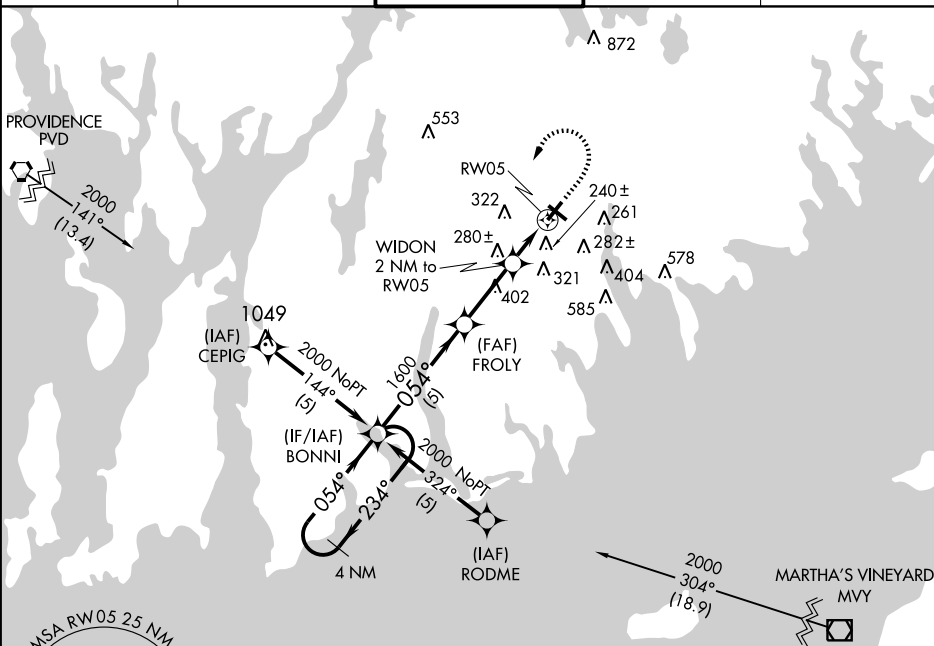 872
PROVIDENCE
PVD
553
2000
141°
(13.4)
RW05
240±
322
261
280±
282±
WIDON
2 NM to
RW05
578
321
404
402
585
1049
(IAF)
CEPIG
2000 NoPT
144°
(5)
(FAF)
FROLY
1600
054°
(5)
(IF/IAF)
BONNI
2000 NoPT
324°
(5)
054°
234°
4 NM
(IAF)
RODME
2000
304°
(18.9)
MARTHA'S VINEYARD
MVY
MSA RW05 25 NM